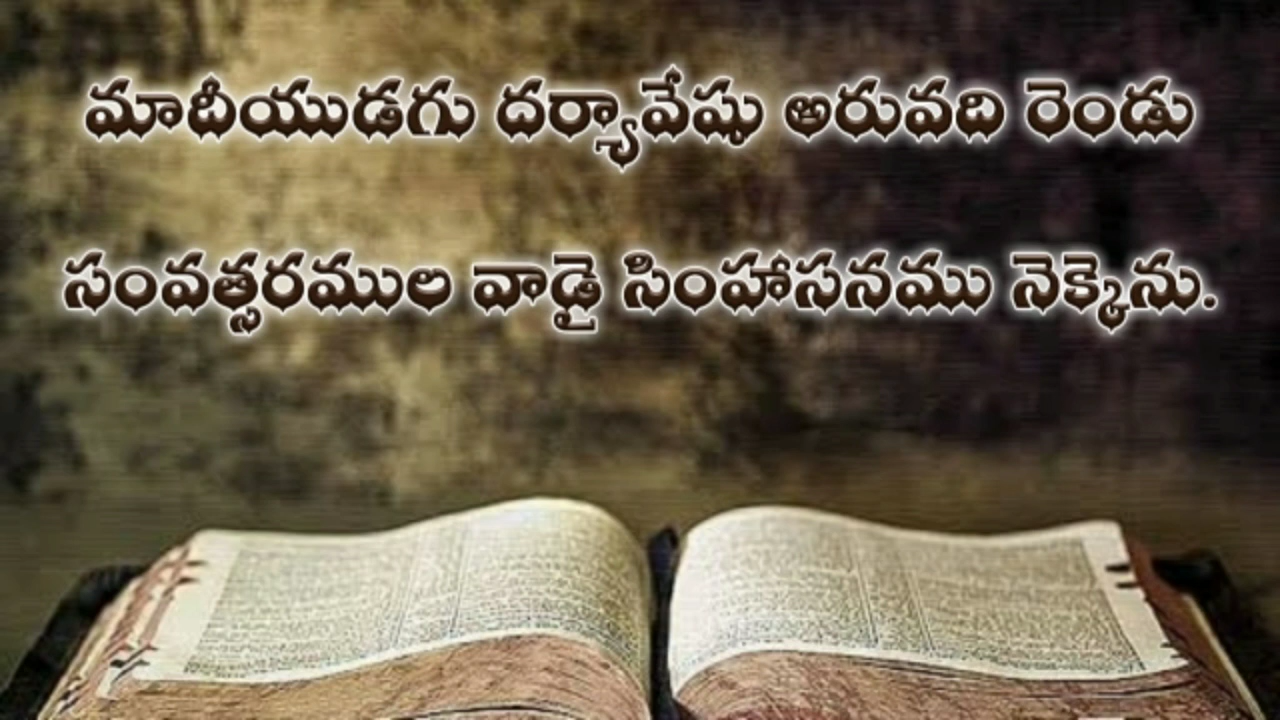 మాదీయుడగు దర్యావేషు అరువది రెండు
సంవత్సరముల వాడై సింహాసనము నెక్కెను.